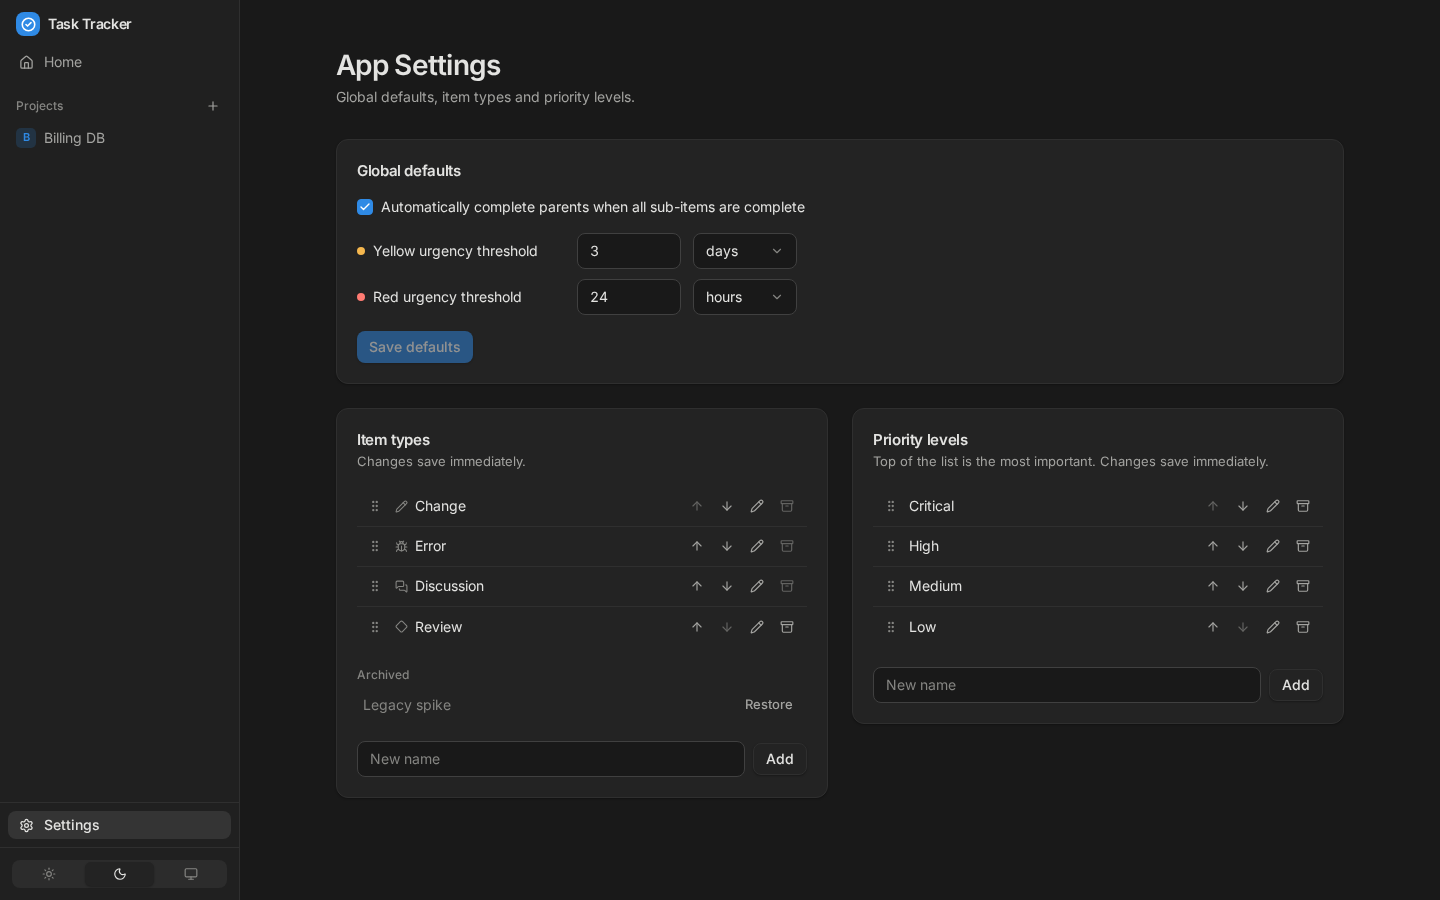 Task Tracker
Home
Projects
B Billing DB
Settings
App Settings
Global defaults, item types and priority levels.
Global defaults
Automatically complete parents when all sub-items are complete
Yellow urgency threshold 3 days
Red urgency threshold 24 hours
Save defaults
Item types
Changes save immediately.
Change
Error
Discussion
Review
Archived
Legacy spike Restore
New name Add
Priority levels
Top of the list is the most important. Changes save immediately.
Critical
High
Medium
Low
New name Add